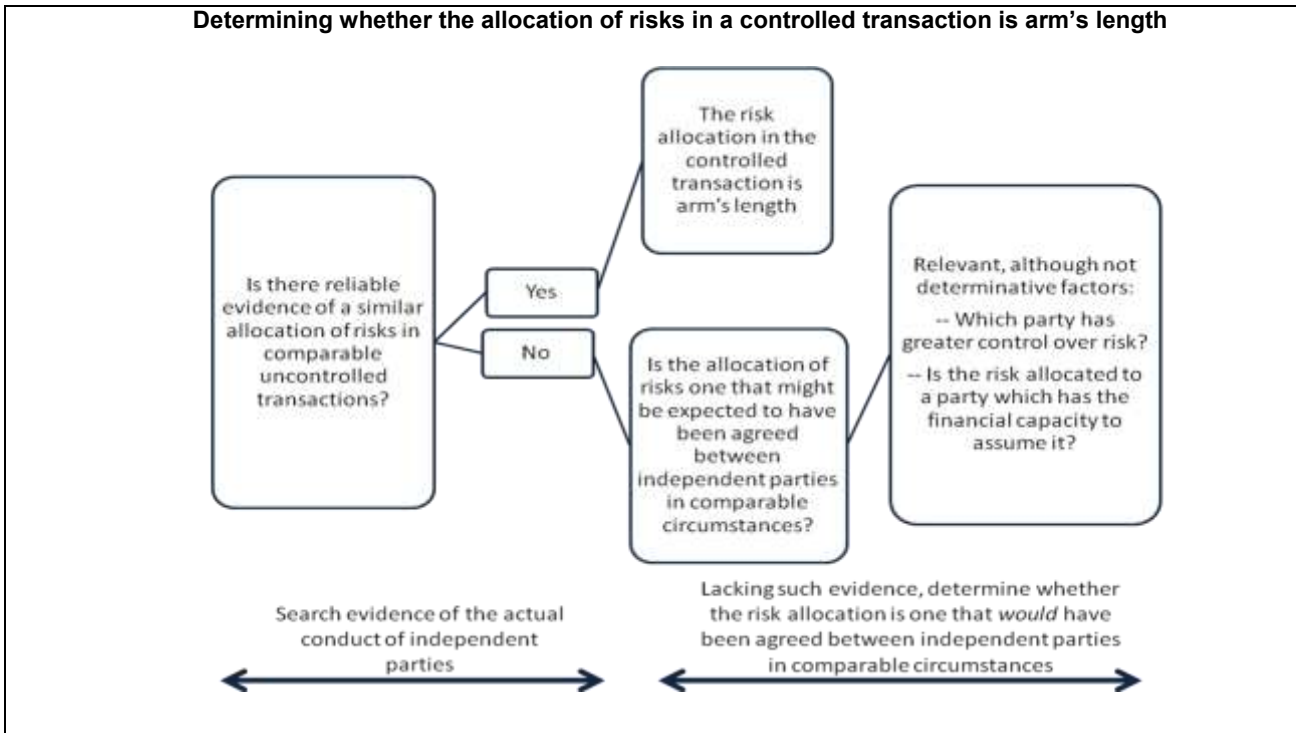 Determining whether the allocation of risks in a controlled transaction is arm's length
Is there reliable
evidence of a similar
allocation of risks in
comparable
uncontrolled
transactions?
Yes
No
The risk
allocation in the
controlled
transaction is
arm's length
Is the allocation of
risks one that might
be expected to have
been agreed
between
independent parties
in comparable
circumstances?
Relevant, although not
determinative factors:
-- Which party has
greater control over risk?
-- Is the risk allocated to
a party which has the
financial capacity to
assume it?
Search evidence of the actual
conduct of independent
parties
Lacking such evidence, determine whether
the risk allocation is one that would have
been agreed between independent parties
in comparable circumstances